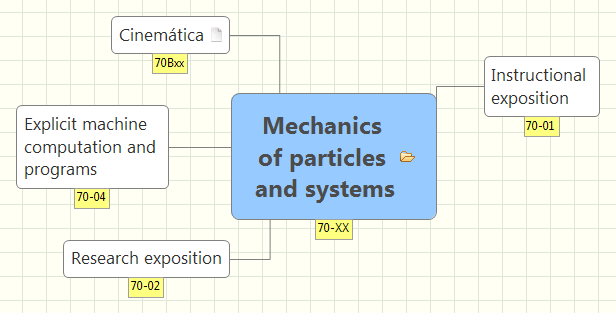 Cinemática
70Bxx
Instructional
exposition
70-01
Mechanics
of particles
and systems
70-XX
Explicit machine
computation and
programs
70-04
Research exposition
70-02